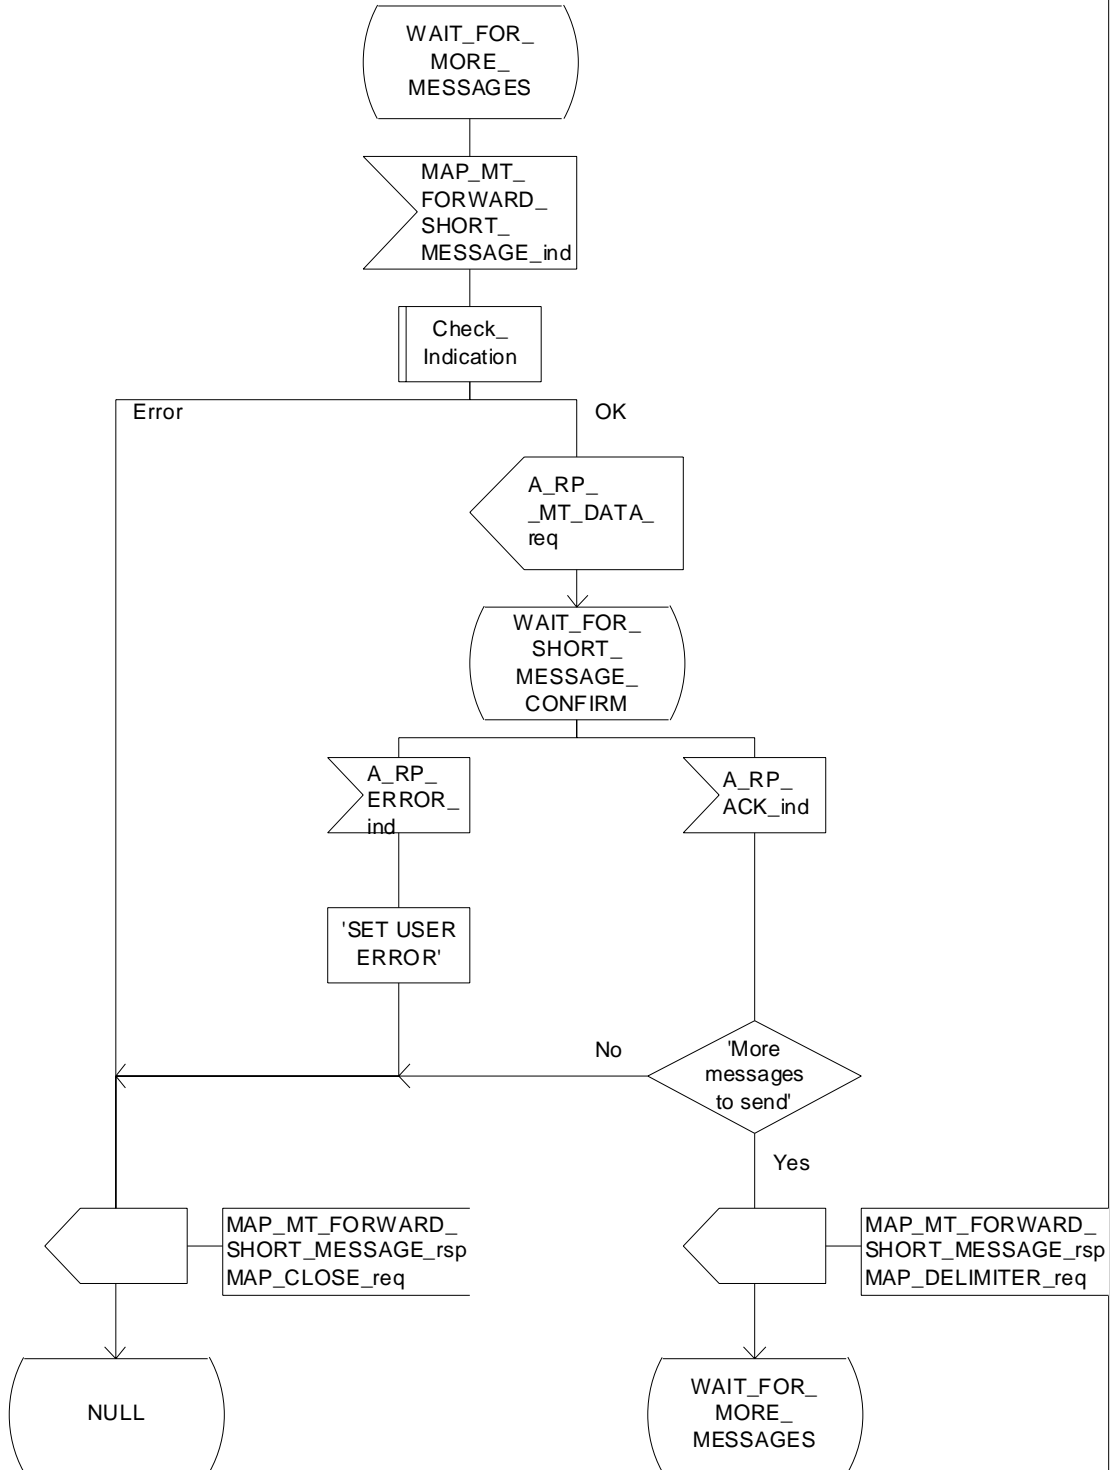 WAIT_FOR_
MORE_
MESSAGES
MAP_MT_
FORWARD_
SHORT_
MESSAGE_ind
Check_
Indication
Error
OK
A_RP_
_MT_DATA_
req
WAIT_FOR_
SHORT_
MESSAGE_
CONFIRM
A_RP_
ERROR_
ind
A_RP_
ACK_ind
'SET USER
ERROR'
No
'More
messages
to send'
Yes
MAP_MT_FORWARD_
SHORT_MESSAGE_rsp
MAP_CLOSE_req
MAP_MT_FORWARD_
SHORT_MESSAGE_rsp
MAP_DELIMITER_req
NULL
WAIT_FOR_
MORE_
MESSAGES